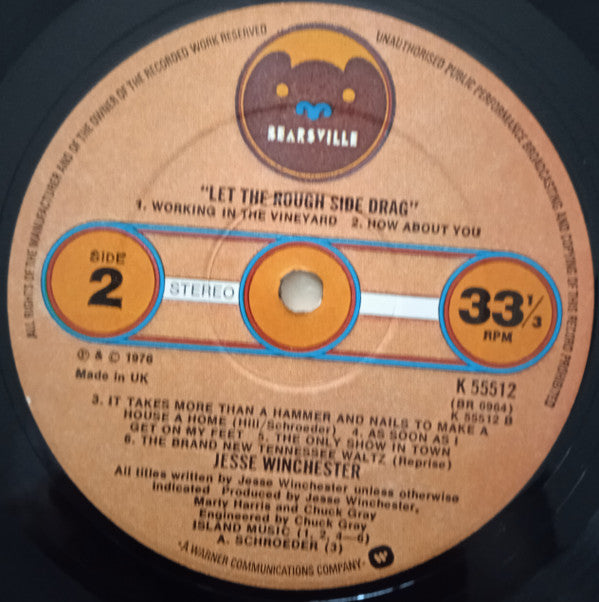 ALL RIGHTS OF THE MANUFACTURER AND OF THE OWNER OF THE RECORDED WORK RESERVED
UNAUTHORISED PUBLIC PERFORMANCE BROADCASTING AND COPYING OF THIS RECORD PROHIBITED
BEARSVILLE
"LET THE ROUGH SIDE DRAG"
1. WORKING IN THE VINEYARD 2. HOW ABOUT YOU
SIDE
2
STEREO
33 1/3
RPM
℗ & © 1976
Made in UK
K 55512
(BR 6964)
K 55512 B
3. IT TAKES MORE THAN A HAMMER AND NAILS TO MAKE A
HOUSE A HOME (Hill/Schroeder) 4. AS SOON AS I
GET ON MY FEET 5. THE ONLY SHOW IN TOWN
6. THE BRAND NEW TENNESSEE WALTZ (Reprise)
JESSE WINCHESTER
All titles written by Jesse Winchester unless otherwise
indicated Produced by Jesse Winchester,
Marty Harris and Chuck Gray
Engineered by Chuck Gray
ISLAND MUSIC (1, 2, 4–6)
A. SCHROEDER (3)
•A WARNER COMMUNICATIONS COMPANY•